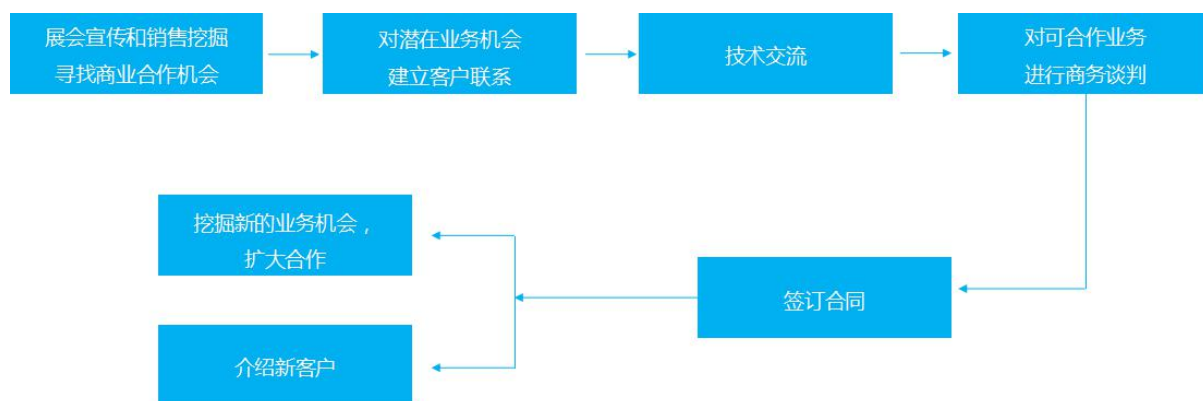 展会宣传和销售挖掘
寻找商业合作机会
对潜在业务机会
建立客户联系
技术交流
对可合作业务
进行商务谈判
挖掘新的业务机会，
扩大合作
签订合同
介绍新客户